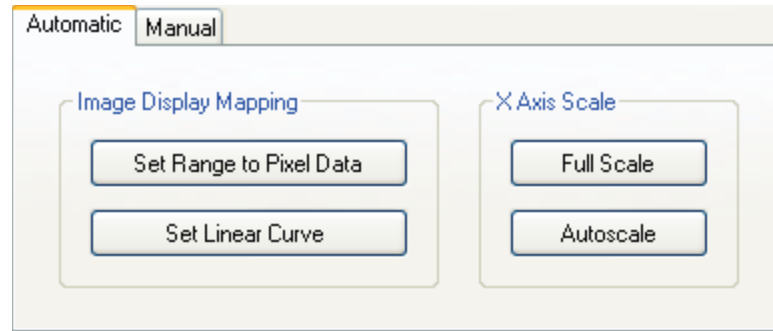 Automatic Manual
Image Display Mapping
Set Range to Pixel Data
Set Linear Curve
X Axis Scale
Full Scale
Autoscale